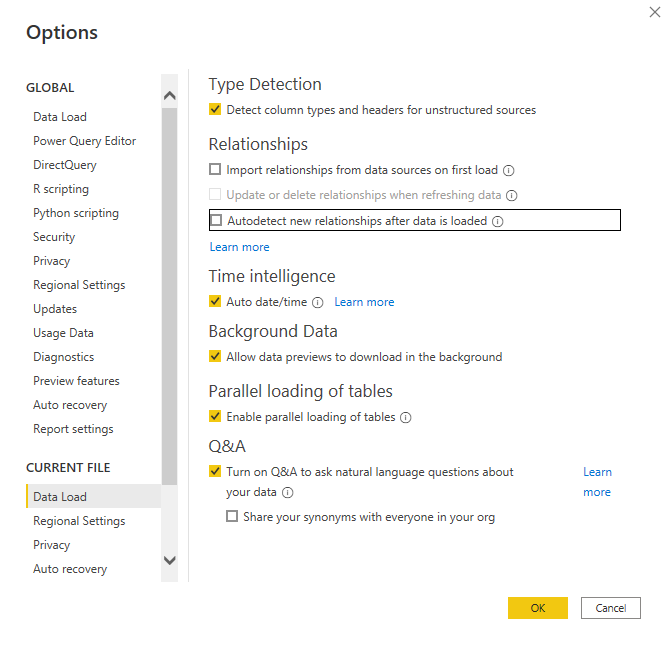 Options
GLOBAL
Data Load
Power Query Editor
DirectQuery
R scripting
Python scripting
Security
Privacy
Regional Settings
Updates
Usage Data
Diagnostics
Preview features
Auto recovery
Report settings
CURRENT FILE
Data Load
Regional Settings
Privacy
Auto recovery
Type Detection
Detect column types and headers for unstructured sources
Relationships
Import relationships from data sources on first load
Update or delete relationships when refreshing data
Autodetect new relationships after data is loaded
Learn more
Time intelligence
Auto date/time Learn more
Background Data
Allow data previews to download in the background
Parallel loading of tables
Enable parallel loading of tables
Q&A
Turn on Q&A to ask natural language questions about
your data
Learn
more
Share your synonyms with everyone in your org
OK
Cancel